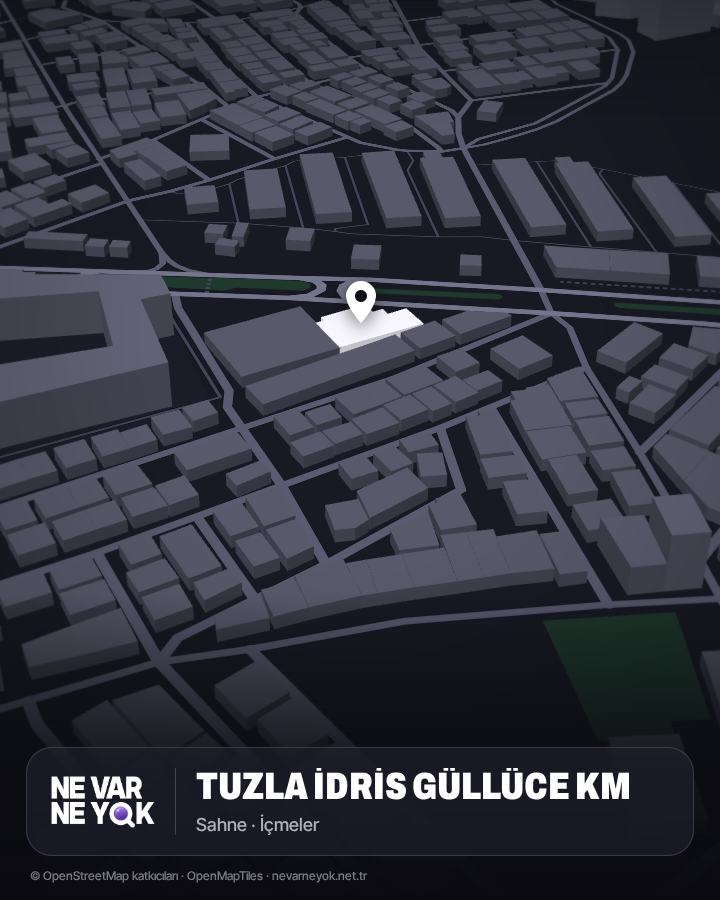 NE VAR
NE YOK
TUZLA İDRİS GÜLLÜCE KM
Sahne · İçmeler
© OpenStreetMap katkıcıları · OpenMapTiles · nevarneyok.net.tr